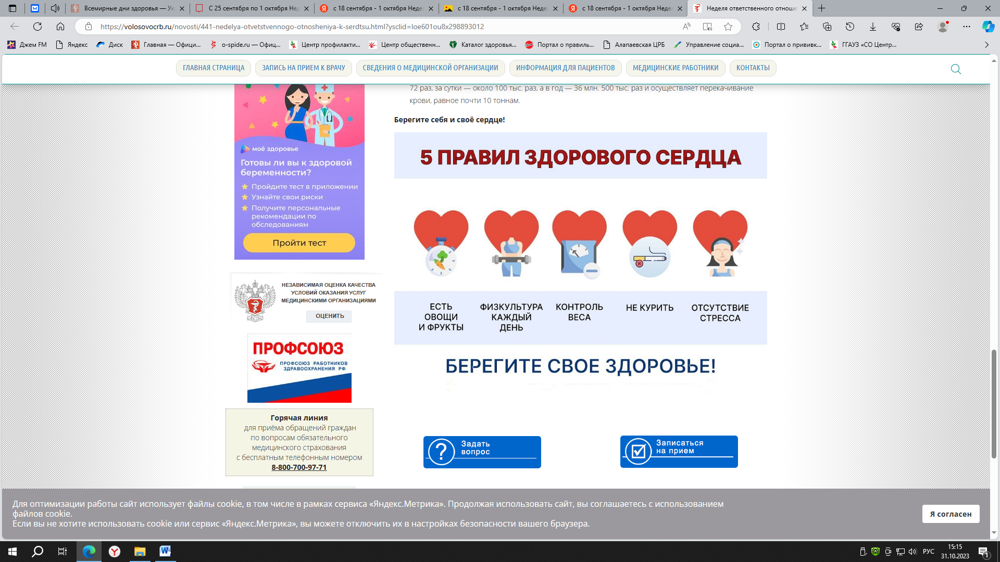 Всемирные дни здоровья — Ук
С 25 сентября по 1 октября Нед
с 18 сентября - 1 октября Недел
с 18 сентября - 1 октября Недел
с 18 сентября - 1 октября Недел
Неделя ответственного отноше
https://volosovocrb.ru/novosti/441-nedelya-otvetstvennogo-otnosheniya-k-serdtsu.html?ysclid=loe601ou8x298893012
Джем FM
Яндекс
Диск
Главная — Офици...
o-spide.ru — Офиц...
Центр профилакти...
Центр общественн...
Каталог здоровья...
Портал о правиль...
Алапаевская ЦРБ
Управление социа...
Портал о прививк...
ГГАУЗ «СО Центр...
ГЛАВНАЯ СТРАНИЦА
ЗАПИСЬ НА ПРИЕМ К ВРАЧУ
СВЕДЕНИЯ О МЕДИЦИНСКОЙ ОРГАНИЗАЦИИ
ИНФОРМАЦИЯ ДЛЯ ПАЦИЕНТОВ
МЕДИЦИНСКИЕ РАБОТНИКИ
КОНТАКТЫ
72 раз, за сутки — около 100 тыс. раз, а в год — 36 млн. 500 тыс. раз и осуществляет перекачивание
крови, равное почти 10 тоннам.
Берегите себя и своё сердце!
5 ПРАВИЛ ЗДОРОВОГО СЕРДЦА
ЕСТЬ
ОВОЩИ
И ФРУКТЫ
ФИЗКУЛЬТУРА
КАЖДЫЙ
ДЕНЬ
КОНТРОЛЬ
ВЕСА
НЕ КУРИТЬ
ОТСУТСТВИЕ
СТРЕССА
БЕРЕГИТЕ СВОЕ ЗДОРОВЬЕ!
моё здоровье
Готовы ли вы к здоровой
беременности?
Пройдите тест в приложении
Узнайте свои риски
Получите персональные
рекомендации по
обследованиям
Пройти тест
НЕЗАВИСИМАЯ ОЦЕНКА КАЧЕСТВА
УСЛОВИЙ ОКАЗАНИЯ УСЛУГ
МЕДИЦИНСКИМИ ОРГАНИЗАЦИЯМИ
ОЦЕНИТЬ
ПРОФСОЮЗ
ПРОФСОЮЗ РАБОТНИКОВ
ЗДРАВООХРАНЕНИЯ РФ
Горячая линия
для приёма обращений граждан
по вопросам обязательного
медицинского страхования
с бесплатным телефонным номером
8-800-700-97-71
Задать
вопрос
Записаться
на прием
Для оптимизации работы сайт использует файлы cookie, в том числе в рамках сервиса «Яндекс.Метрика». Продолжая использовать сайт, вы соглашаетесь с использованием
файлов cookie.
Если вы не хотите использовать cookie или сервис «Яндекс.Метрика», вы можете отключить их в настройках безопасности вашего браузера.
Я согласен
РУС
15:15
31.10.2023
1